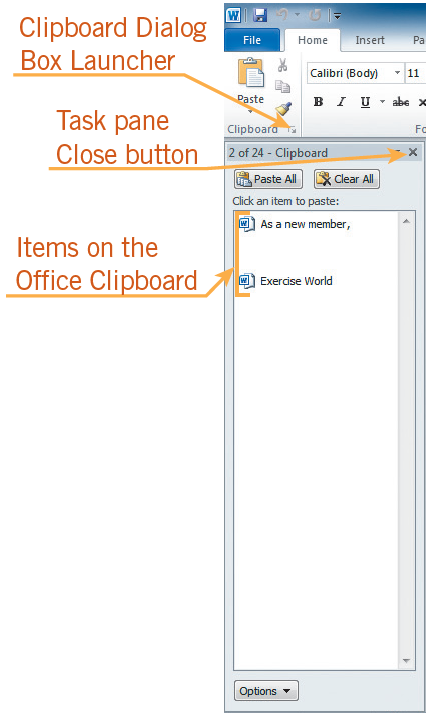 Clipboard Dialog
Box Launcher
File Home Insert Pa
Calibri (Body) 11
Paste
B I U abc x
Clipboard Fo
Task pane
Close button
2 of 24 - Clipboard
Paste All Clear All
Click an item to paste:
As a new member,
Items on the
Office Clipboard
Exercise World
Options